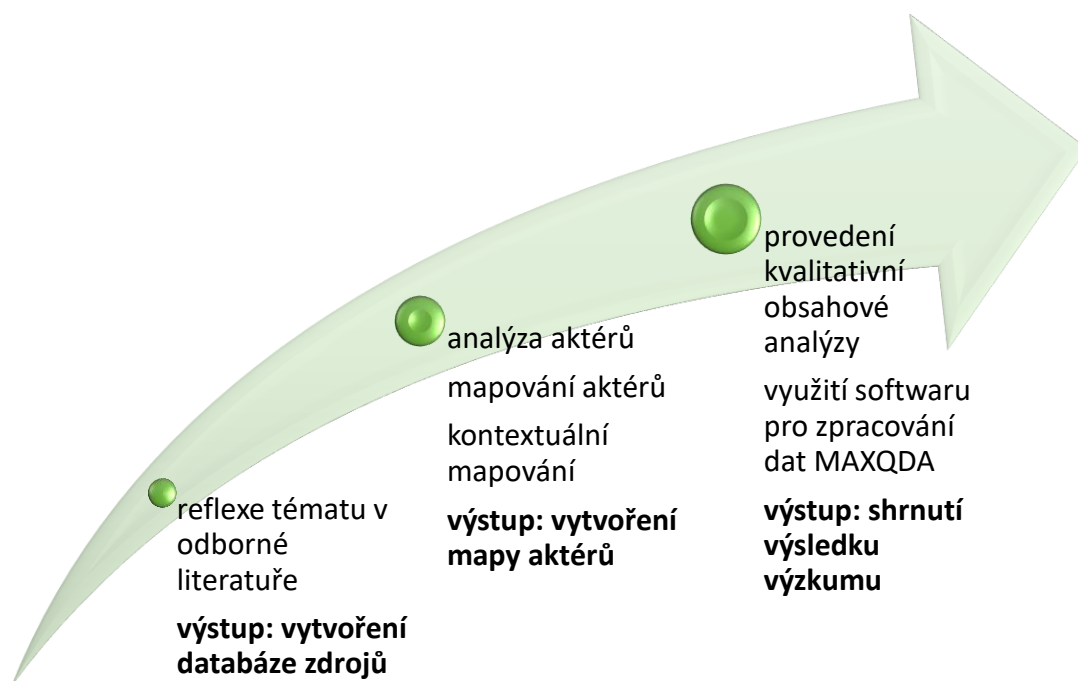 reflexe tématu v
odborné
literatuře
výstup: vytvoření
databáze zdrojů
analýza aktérů
mapování aktérů
kontextuální
mapování
výstup: vytvoření
mapy aktérů
provedení
kvalitativní
obsahové
analýzy
využití softwaru
pro zpracování
dat MAXQDA
výstup: shrnutí
výsledku
výzkumu